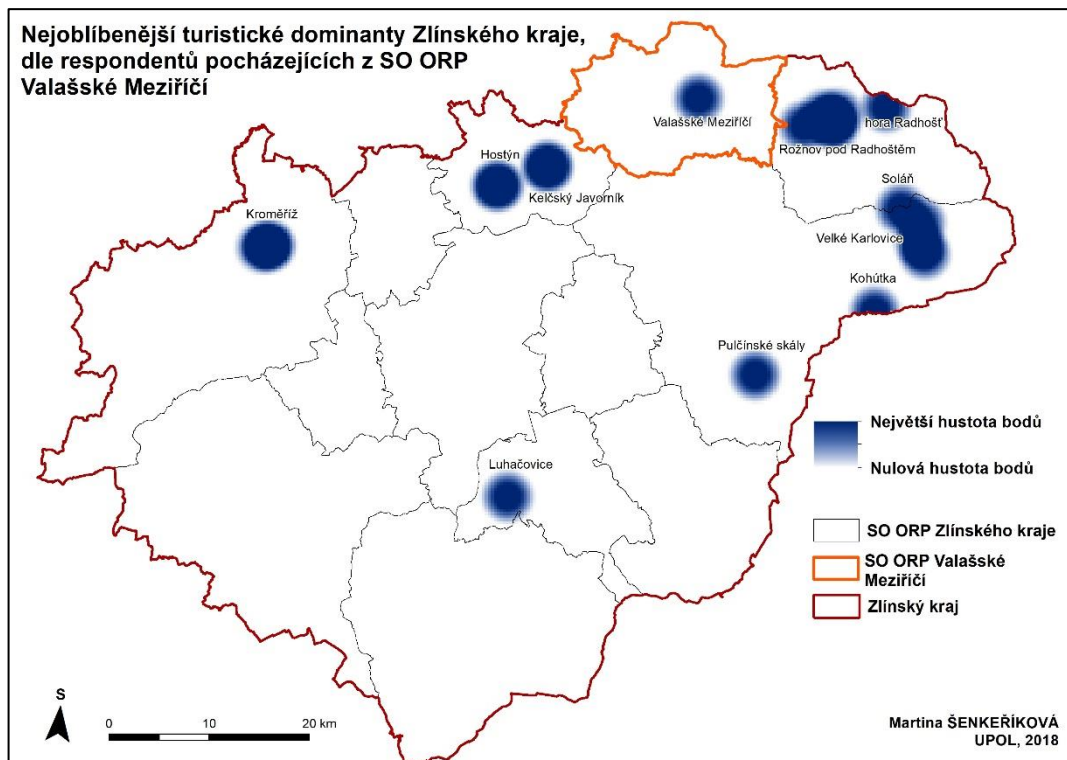 Nejoblíbenější turistické dominanty Zlínského kraje,
dle respondentů pocházejících z SO ORP
Valašské Meziříčí
Valašské Meziříčí
hora Radhošť
Rožnov pod Radhoštěm
Hostýn
Kelčský Javorník
Soláň
Kroměříž
Velké Karlovice
Kohútka
Pulčínské skály
Luhačovice
Největší hustota bodů
Nulová hustota bodů
SO ORP Zlínského kraje
SO ORP Valašské
Meziříčí
Zlínský kraj
S
0 10 20 km
Martina ŠENKEŘÍKOVÁ
UPOL, 2018